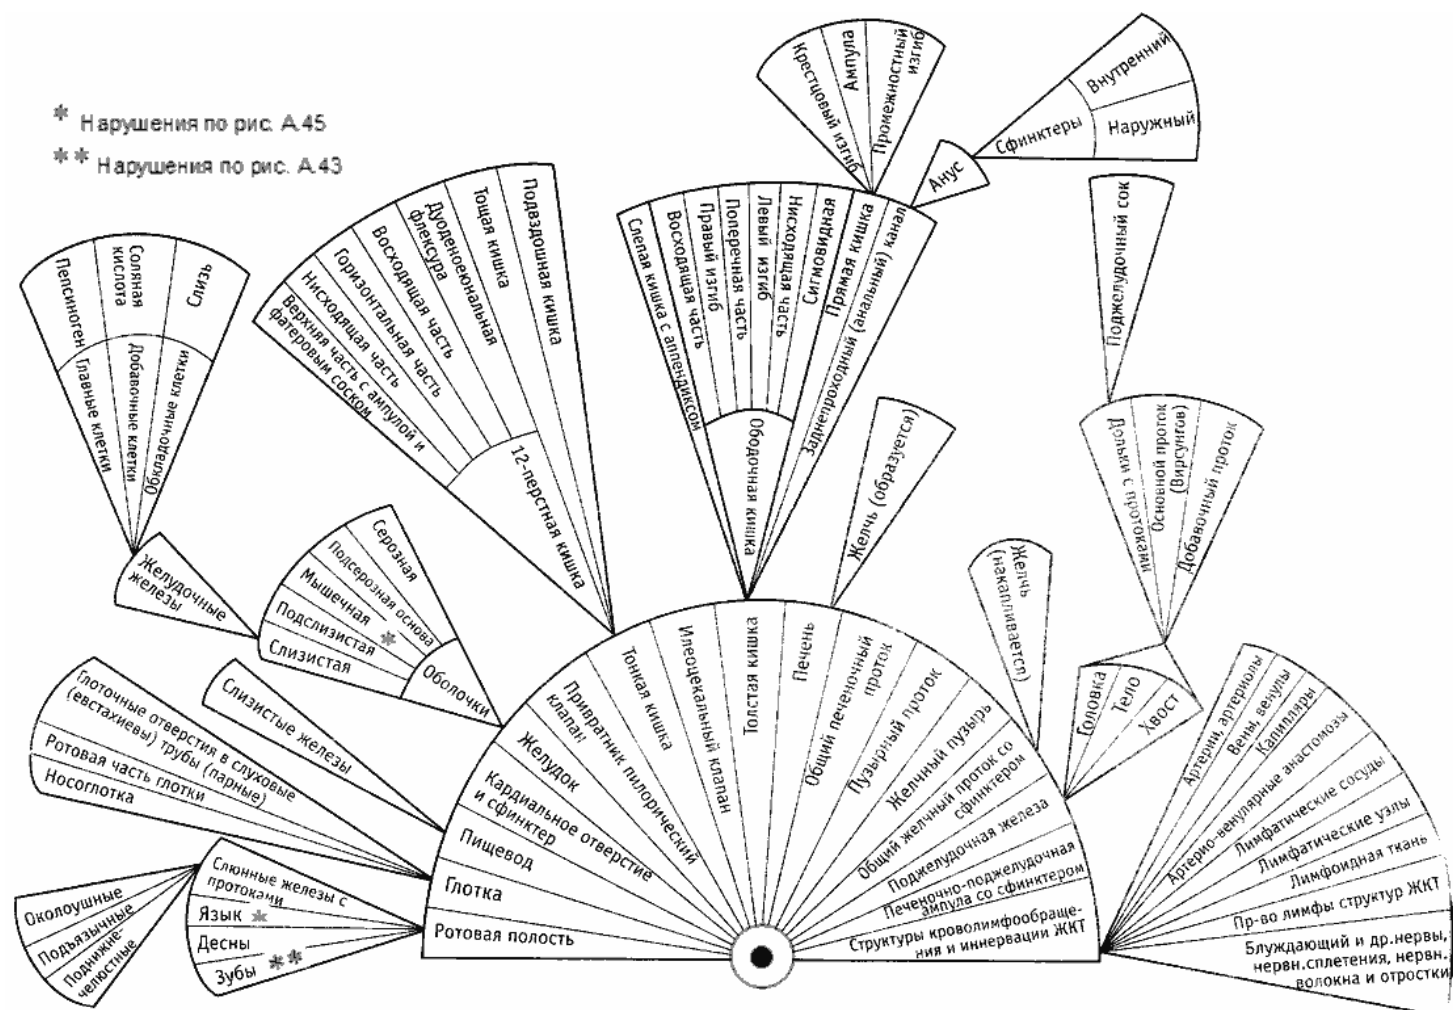 * Нарушения по рис. А.45
** Нарушения по рис. А.43
Пепсиноген
Соляная
кислота
Слизь
Главные клетки
Добавочные клетки
Обкладочные клетки
Желудочные
железы
Верхняя часть с ампулой и
фатеровым соском
Нисходящая часть
Горизонтальная часть
Восходящая часть
Дуоденоеюнальная
флексура
Тощая кишка
Подвздошная кишка
12-перстная кишка
Слепая кишка с аппендиксом
Восходящая часть
Правый изгиб
Поперечная часть
Левый изгиб
Нисходящая часть
Сигмовидная
Прямая кишка
Заднепроходный (анальный) канал
Ободочная кишка
Крестцовый изгиб
Ампула
Промежностный
изгиб
Анус
Сфинктеры
Внутренний
Наружный
Поджелудочный сок
Дольки с протоками
Основной проток
(Вирсунгов)
Добавочный проток
Желчь (образуется)
Желчь
(накапливается)
Головка
Тело
Хвост
Серозная
Подсерозная основа
Мышечная *
Подслизистая
Слизистая
Оболочки
Слизистые железы
Глоточные отверстия в слуховые
(евстахиевы) трубы (парные)
Ротовая часть глотки
Носоглотка
Слюнные железы с
протоками
Язык *
Десны
Зубы **
Околоушные
Подъязычные
Поднижне-
челюстные
Ротовая полость
Глотка
Пищевод
Кардиальное отверстие
и сфинктер
Желудок
Привратник пилорический
клапан
Тонкая кишка
Илеоцекальный клапан
Толстая кишка
Печень
Общий печеночный
проток
Пузырный проток
Желчный пузырь
Общий желчный проток со
сфинктером
Поджелудочная железа
Печеночно-поджелудочная
ампула со сфинктером
Структуры кроволимфообраще-
ния и иннервации ЖКТ
Артерии, артериолы
Вены, венулы
Капилляры
Артерио-венулярные анастомозы
Лимфатические сосуды
Лимфатические узлы
Лимфоидная ткань
Пр-во лимфы структур ЖКТ
Блуждающий и др.нервы,
нервн.сплетения, нервн.
волокна и отростки